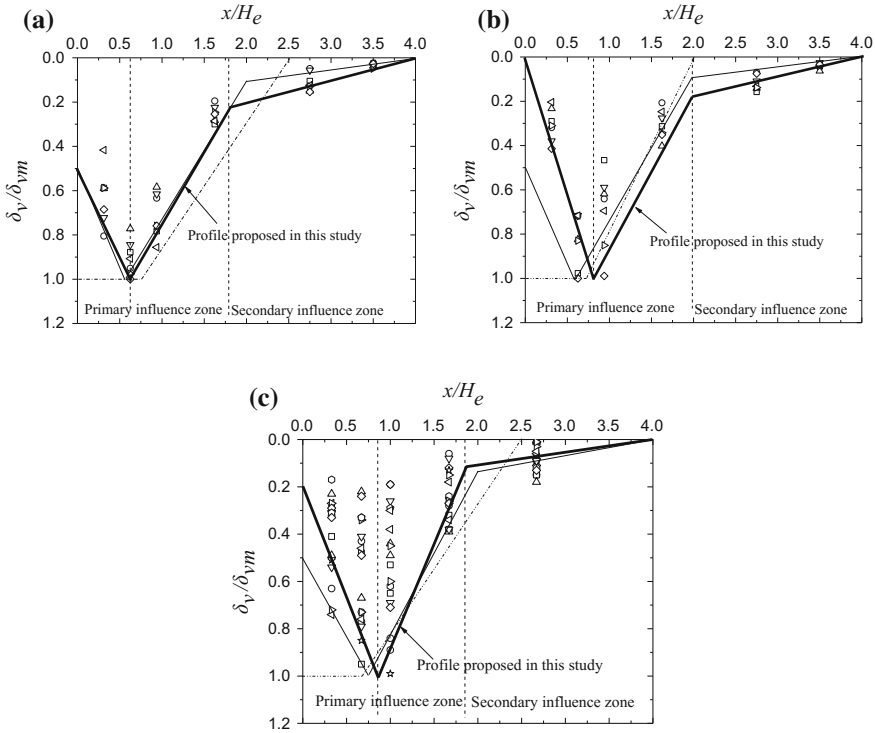 (a)
x/He
0.0 0.5 1.0 1.5 2.0 2.5 3.0 3.5 4.0
0.0
0.2
0.4
0.6
0.8
1.0
1.2
δv/δvm
Profile proposed in this study
Primary influence zone
Secondary influence zone
(b)
x/He
0.0 0.5 1.0 1.5 2.0 2.5 3.0 3.5 4.0
0.0
0.2
0.4
0.6
0.8
1.0
1.2
δv/δvm
Profile proposed in this study
Primary influence zone
Secondary influence zone
(c)
x/He
0.0 0.5 1.0 1.5 2.0 2.5 3.0 3.5 4.0
0.0
0.2
0.4
0.6
0.8
1.0
1.2
δv/δvm
Profile proposed in this study
Primary influence zone
Secondary influence zone